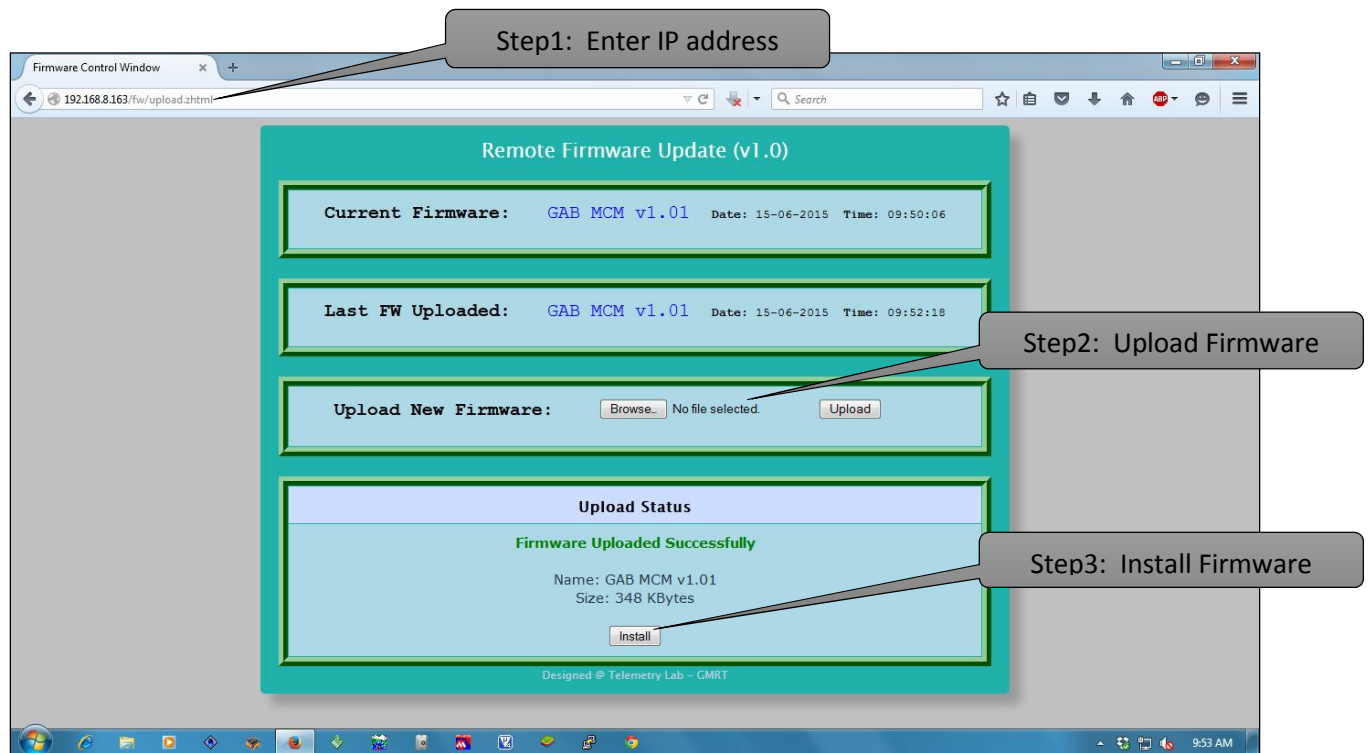 Step1: Enter IP address
Firmware Control Window
192.168.8.163/fw/upload.zhtml
Search
ABP
Remote Firmware Update (v1.0)
Current Firmware: GAB MCM v1.01 Date: 15-06-2015 Time: 09:50:06
Last FW Uploaded: GAB MCM v1.01 Date: 15-06-2015 Time: 09:52:18
Step2: Upload Firmware
Upload New Firmware: Browse… No file selected. Upload
Upload Status
Firmware Uploaded Successfully
Step3: Install Firmware
Name: GAB MCM v1.01
Size: 348 KBytes
Install
Designed @ Telemetry Lab - GMRT
9:53 AM